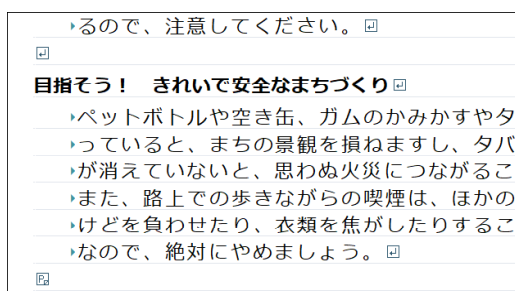 るので、注意してください。
目指そう！　きれいで安全なまちづくり
ペットボトルや空き缶、ガムのかみかすやタ
っていると、まちの景観を損ねますし、タバ
が消えていないと、思わぬ火災につながるこ
また、路上での歩きながらの喫煙は、ほかの
けどを負わせたり、衣類を焦がしたりするこ
なので、絶対にやめましょう。